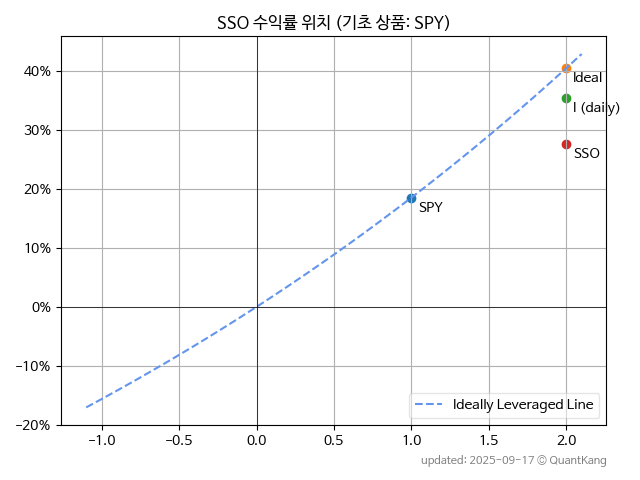 SSO 수익률 위치 (기초 상품: SPY)
40%
30%
20%
10%
0%
−10%
−20%
Ideal
I (daily)
SSO
SPY
Ideally Leveraged Line
−1.0 −0.5 0.0 0.5 1.0 1.5 2.0
updated: 2025-09-17 © QuantKang